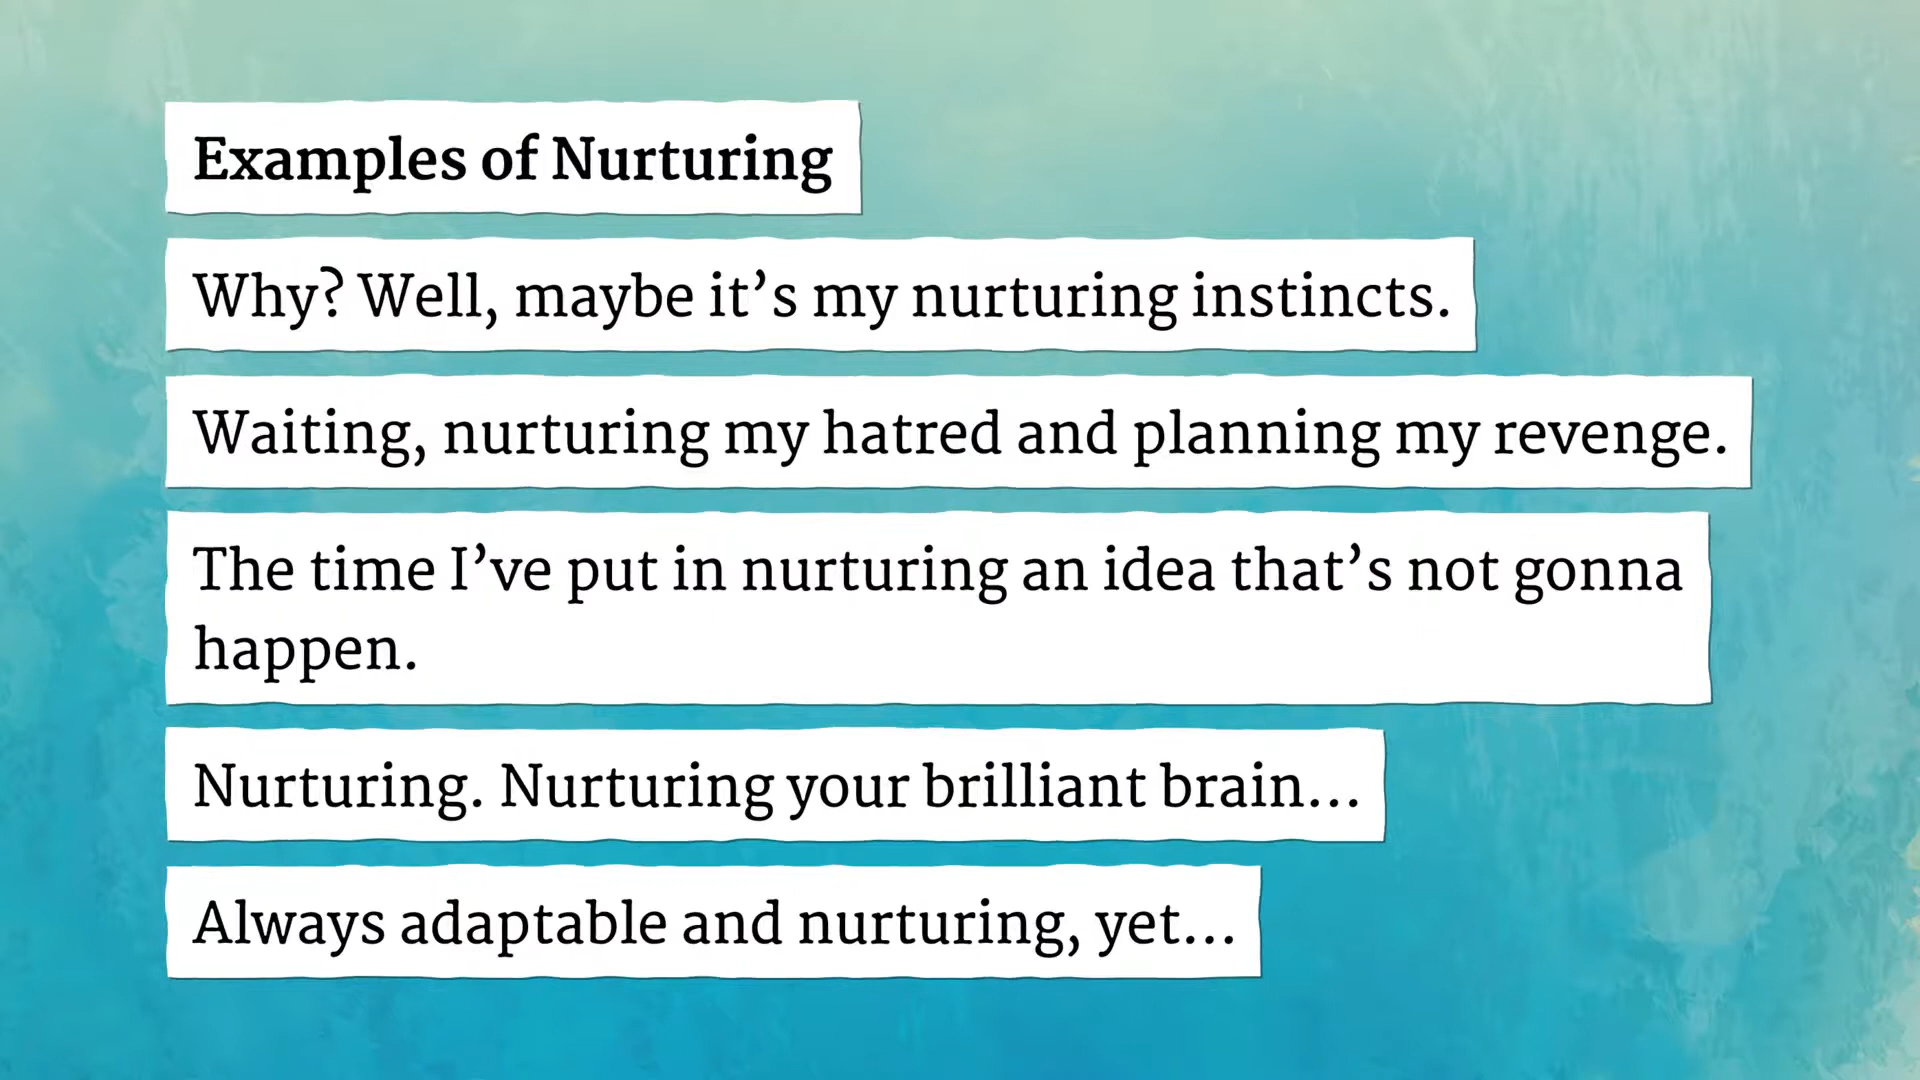 Examples of Nurturing
Why? Well, maybe it’s my nurturing instincts.
Waiting, nurturing my hatred and planning my revenge.
The time I’ve put in nurturing an idea that’s not gonna
happen.
Nurturing. Nurturing your brilliant brain...
Always adaptable and nurturing, yet...